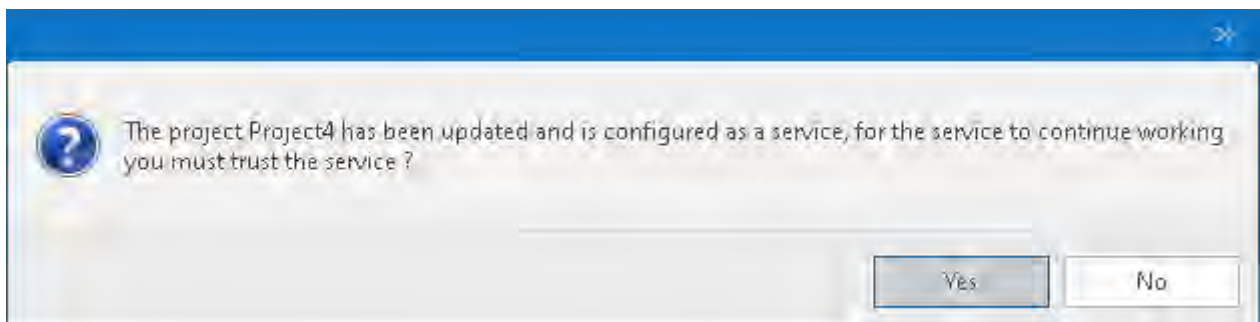 The project Project4 has been updated and is configured as a service, for the service to continue working
you must trust the service ?
Yes
No